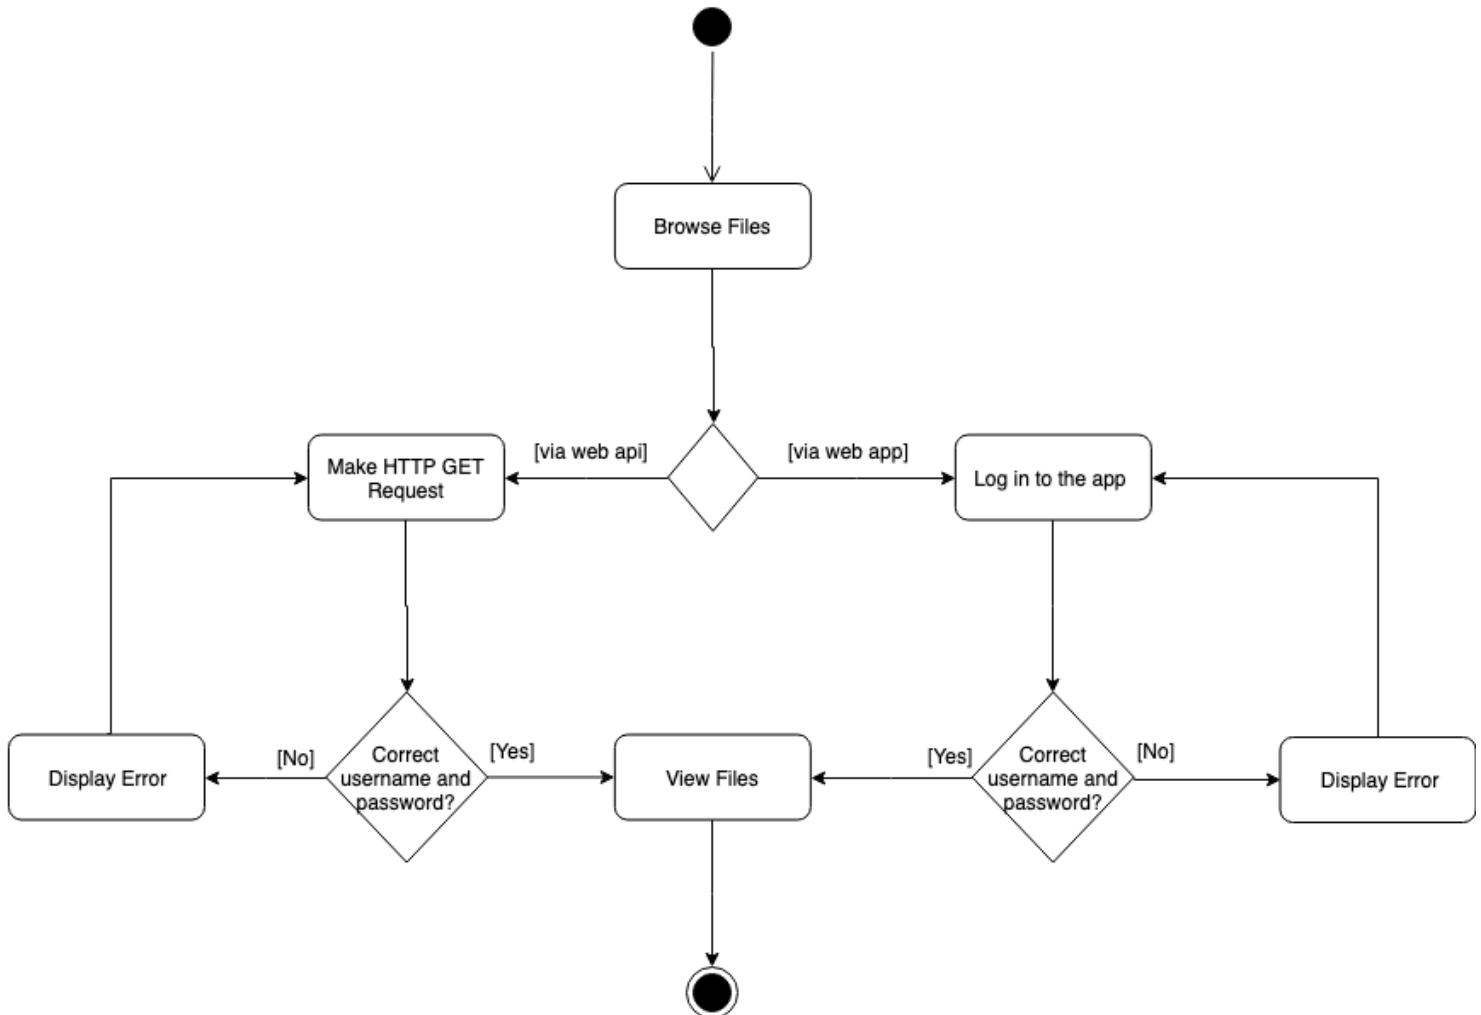 Browse Files
[via web api]
[via web app]
Make HTTP GET
Request
Log in to the app
[No]
Correct
username and
password?
[Yes]
Display Error
View Files
[Yes]
Correct
username and
password?
[No]
Display Error